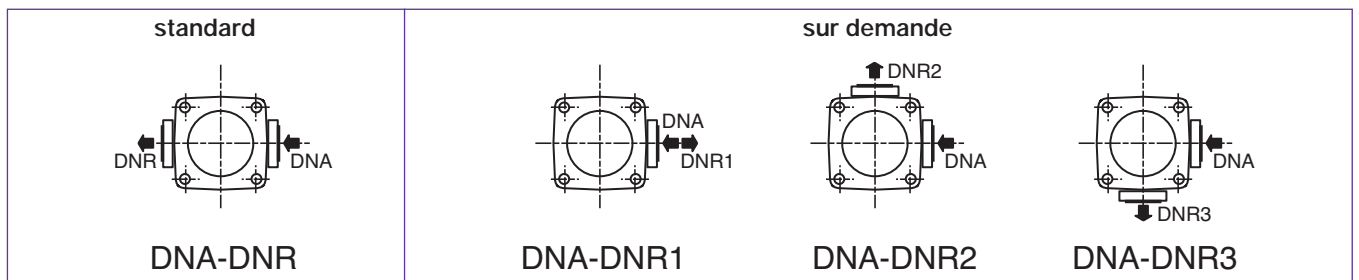 standard
sur demande
DNR
DNA
DNA
DNR1
DNR2
DNA
DNA
DNR3
DNA-DNR
DNA-DNR1
DNA-DNR2
DNA-DNR3